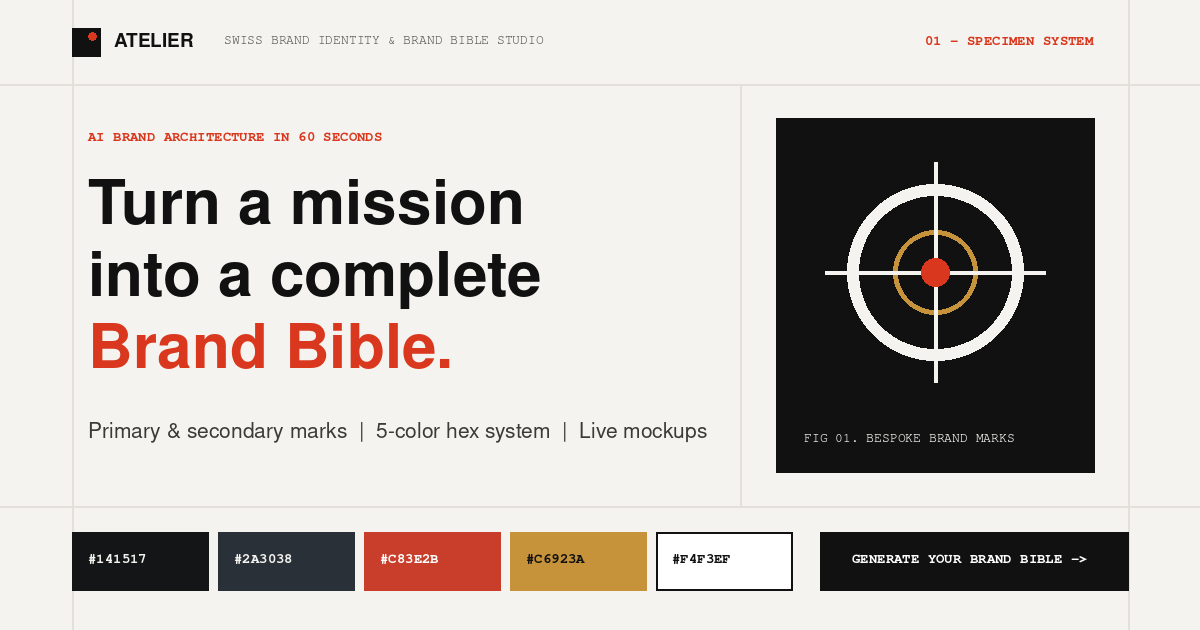 ATELIER
SWISS BRAND IDENTITY & BRAND BIBLE STUDIO
01 — SPECIMEN SYSTEM
AI BRAND ARCHITECTURE IN 60 SECONDS
Turn a mission
into a complete
Brand Bible.
Primary & secondary marks | 5-color hex system | Live mockups
FIG 01. BESPOKE BRAND MARKS
#141517
#2A3038
#C83E2B
#C6923A
#F4F3EF
GENERATE YOUR BRAND BIBLE —>